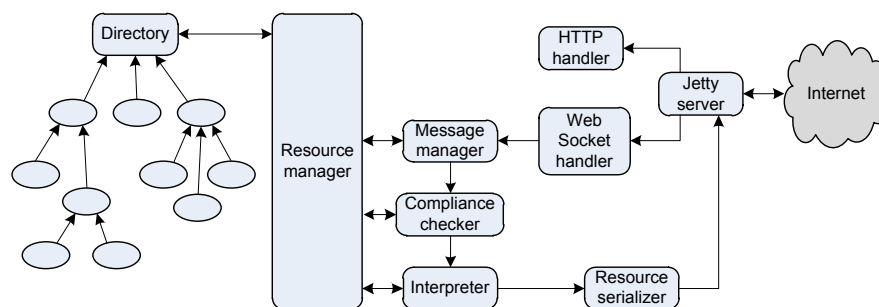 Directory
Resource
manager
HTTP
handler
Jetty
server
Internet
Message
manager
Web
Socket
handler
Compliance
checker
Interpreter
Resource
serializer